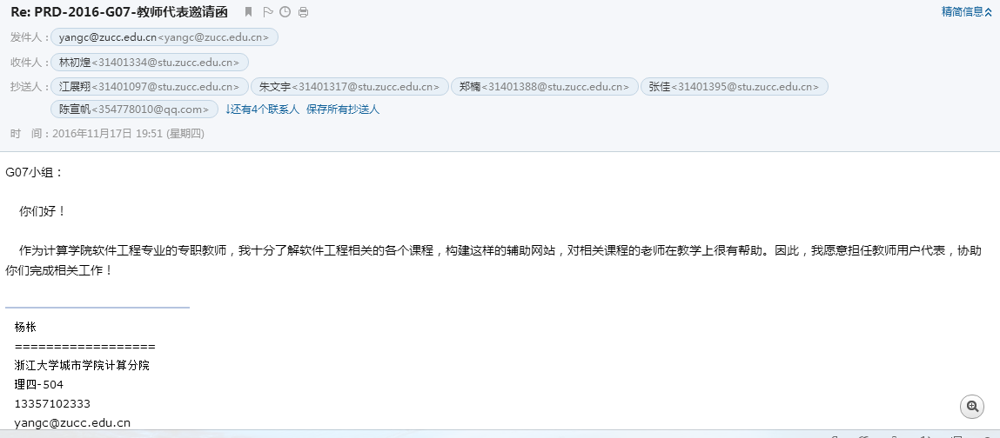 Re: PRD-2016-G07-教师代表邀请函
精简信息
发件人：yangc@zucc.edu.cn<yangc@zucc.edu.cn>
收件人：林初煌<31401334@stu.zucc.edu.cn>
抄送人：江展翔<31401097@stu.zucc.edu.cn> 朱文宇<31401317@stu.zucc.edu.cn> 郑楠<31401388@stu.zucc.edu.cn> 张佳<31401395@stu.zucc.edu.cn>
陈宣帆<354778010@qq.com> ↓还有4个联系人 保存所有抄送人
时 间：2016年11月17日 19:51 (星期四)
G07小组：
你们好！
作为计算学院软件工程专业的专职教师，我十分了解软件工程相关的各个课程，构建这样的辅助网站，对相关课程的老师在教学上很有帮助。因此，我愿意担任教师用户代表，协助
你们完成相关工作！
杨枨
==================
浙江大学城市学院计算分院
理四-504
13357102333
yangc@zucc.edu.cn